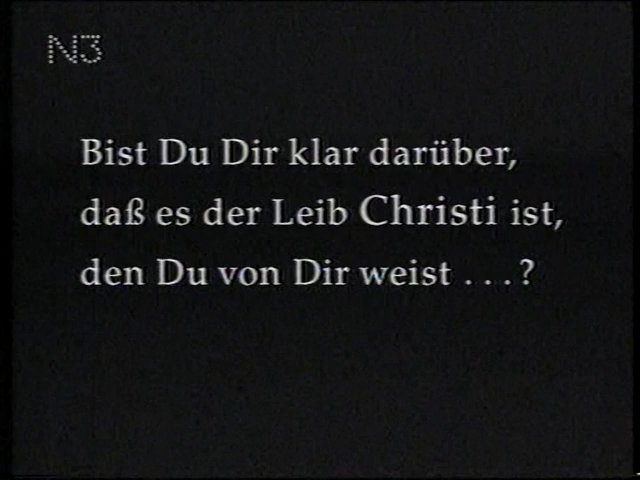 N3
Bist Du Dir klar darüber,
daß es der Leib Christi ist,
den Du von Dir weist . . . ?